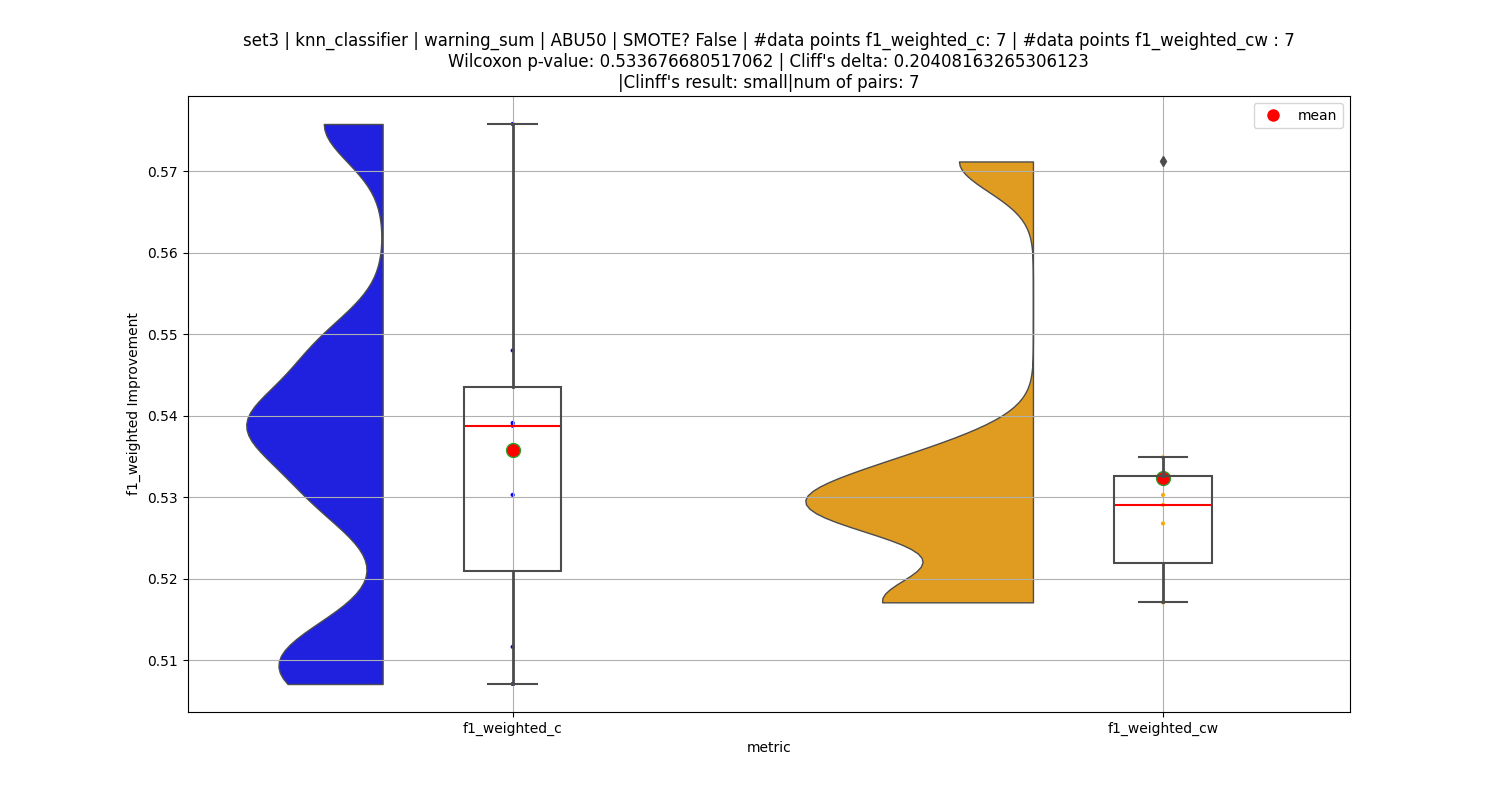 set3 | knn_classifier | warning_sum | ABU50 | SMOTE? False | #data points f1_weighted_c: 7 | #data points f1_weighted_cw : 7
Wilcoxon p-value: 0.533676680517062 | Cliff's delta: 0.20408163265306123
|Clinff's result: small|num of pairs: 7
mean
0.57
0.56
0.55
0.54
0.53
0.52
0.51
f1_weighted Improvement
f1_weighted_c
f1_weighted_cw
metric